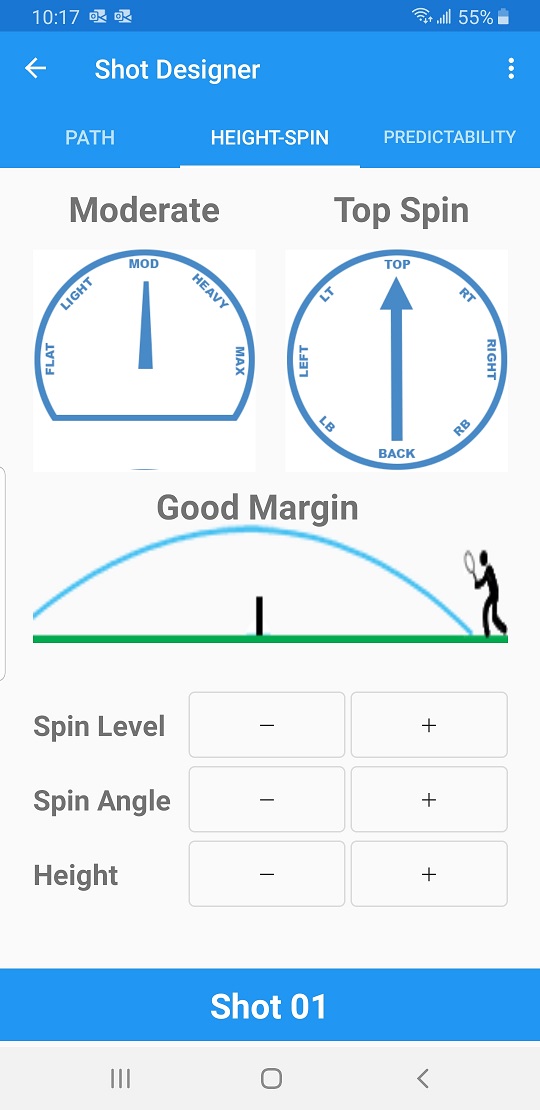 10:17 55%
Shot Designer
PATH HEIGHT-SPIN PREDICTABILITY
Moderate Top Spin
FLAT LIGHT MOD HEAVY MAX
TOP RT RIGHT RB BACK LB LEFT LT
Good Margin
Spin Level − +
Spin Angle − +
Height − +
Shot 01